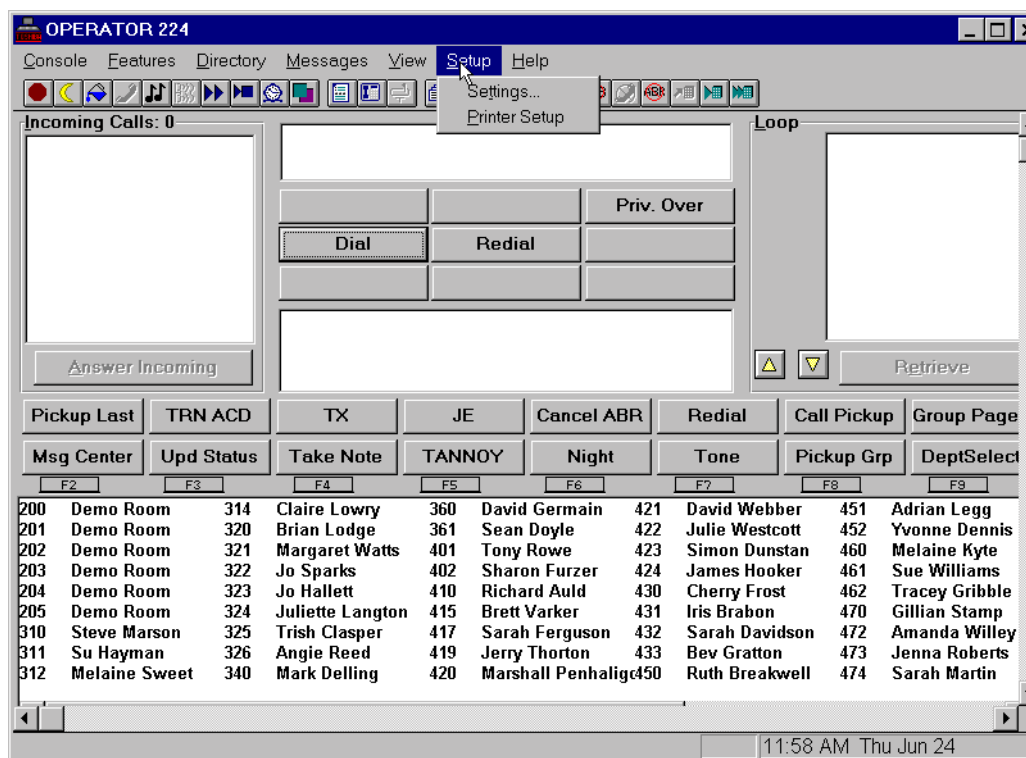 OPERATOR 224
Console Features Directory Messages View Setup Help
Settings...
Printer Setup
Incoming Calls: 0
Loop
Priv. Over
Dial Redial
Answer Incoming
Retrieve
Pickup Last TRN ACD TX JE Cancel ABR Redial Call Pickup Group Page
Msg Center Upd Status Take Note TANNOY Night Tone Pickup Grp DeptSelect
F2 F3 F4 F5 F6 F7 F8 F9
200 Demo Room 314 Claire Lowry 360 David Germain 421 David Webber 451 Adrian Legg
201 Demo Room 320 Brian Lodge 361 Sean Doyle 422 Julie Westcott 452 Yvonne Dennis
202 Demo Room 321 Margaret Watts 401 Tony Rowe 423 Simon Dunstan 460 Melaine Kyte
203 Demo Room 322 Jo Sparks 402 Sharon Furzer 424 James Hooker 461 Sue Williams
204 Demo Room 323 Jo Hallett 410 Richard Auld 430 Cherry Frost 462 Tracey Gribble
205 Demo Room 324 Juliette Langton 415 Brett Varker 431 Iris Brabon 470 Gillian Stamp
310 Steve Marson 325 Trish Clasper 417 Sarah Ferguson 432 Sarah Davidson 472 Amanda Willey
311 Su Hayman 326 Angie Reed 419 Jerry Thorton 433 Bev Gratton 473 Jenna Roberts
312 Melaine Sweet 340 Mark Delling 420 Marshall 450 Ruth Breakwell 474 Sarah Martin
11:58 AM Thu Jun 24